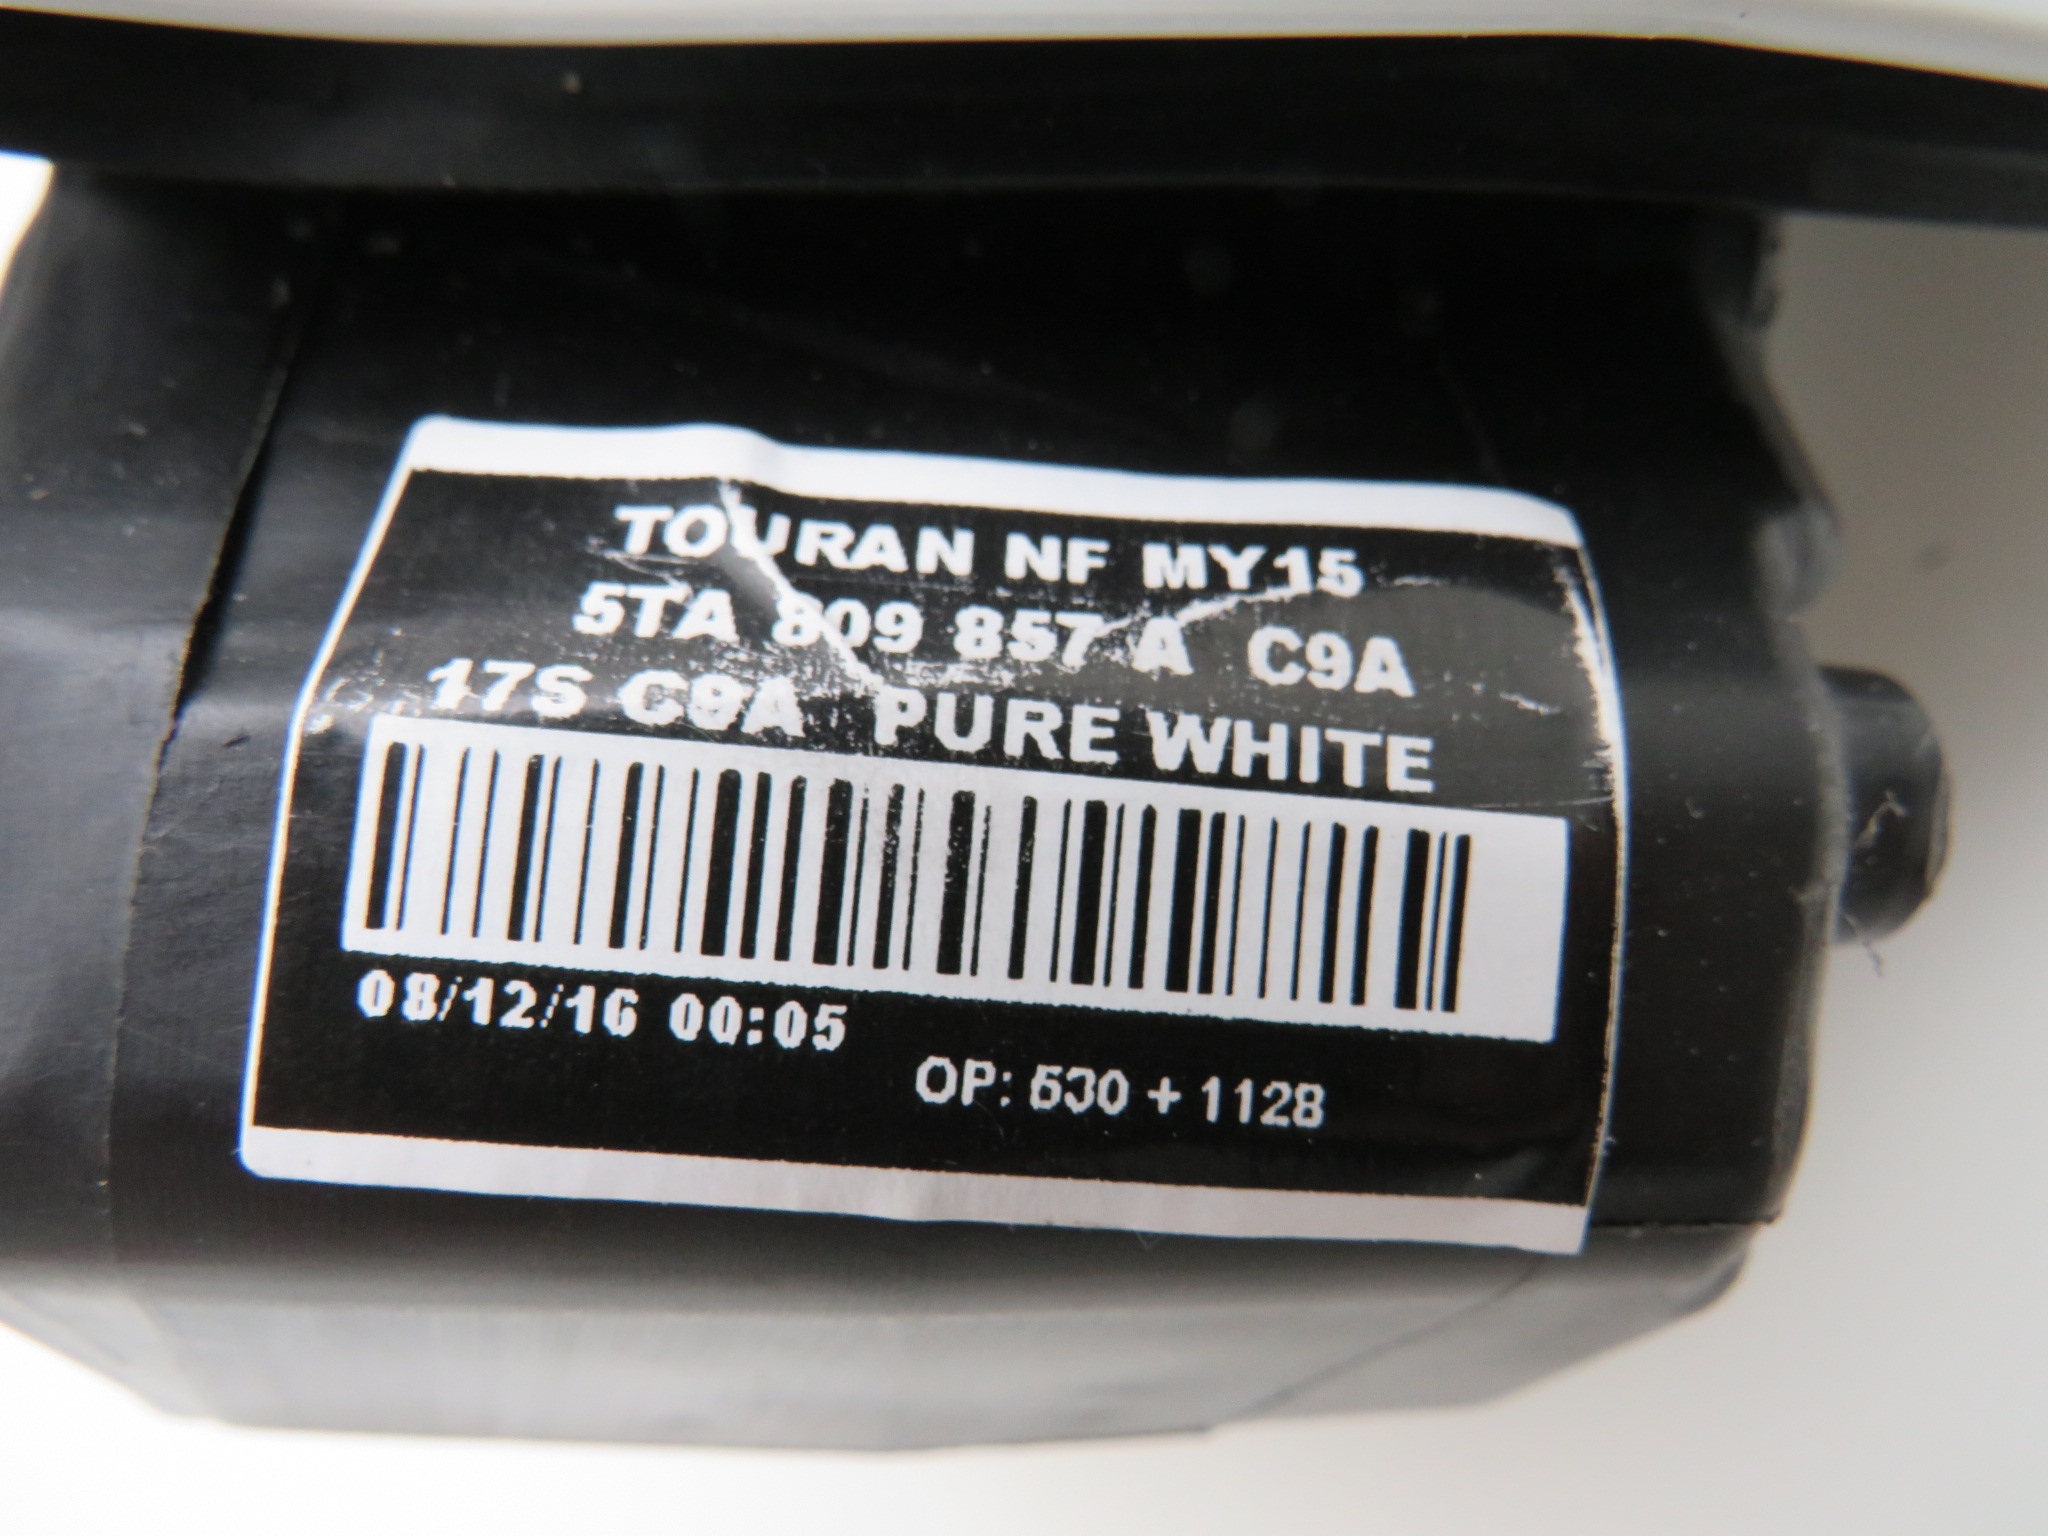 TOURAN NF MY15
5TA 809 857 A C9A
17S C9A PURE WHITE
08/12/16 00:05
OP: 530 + 1128